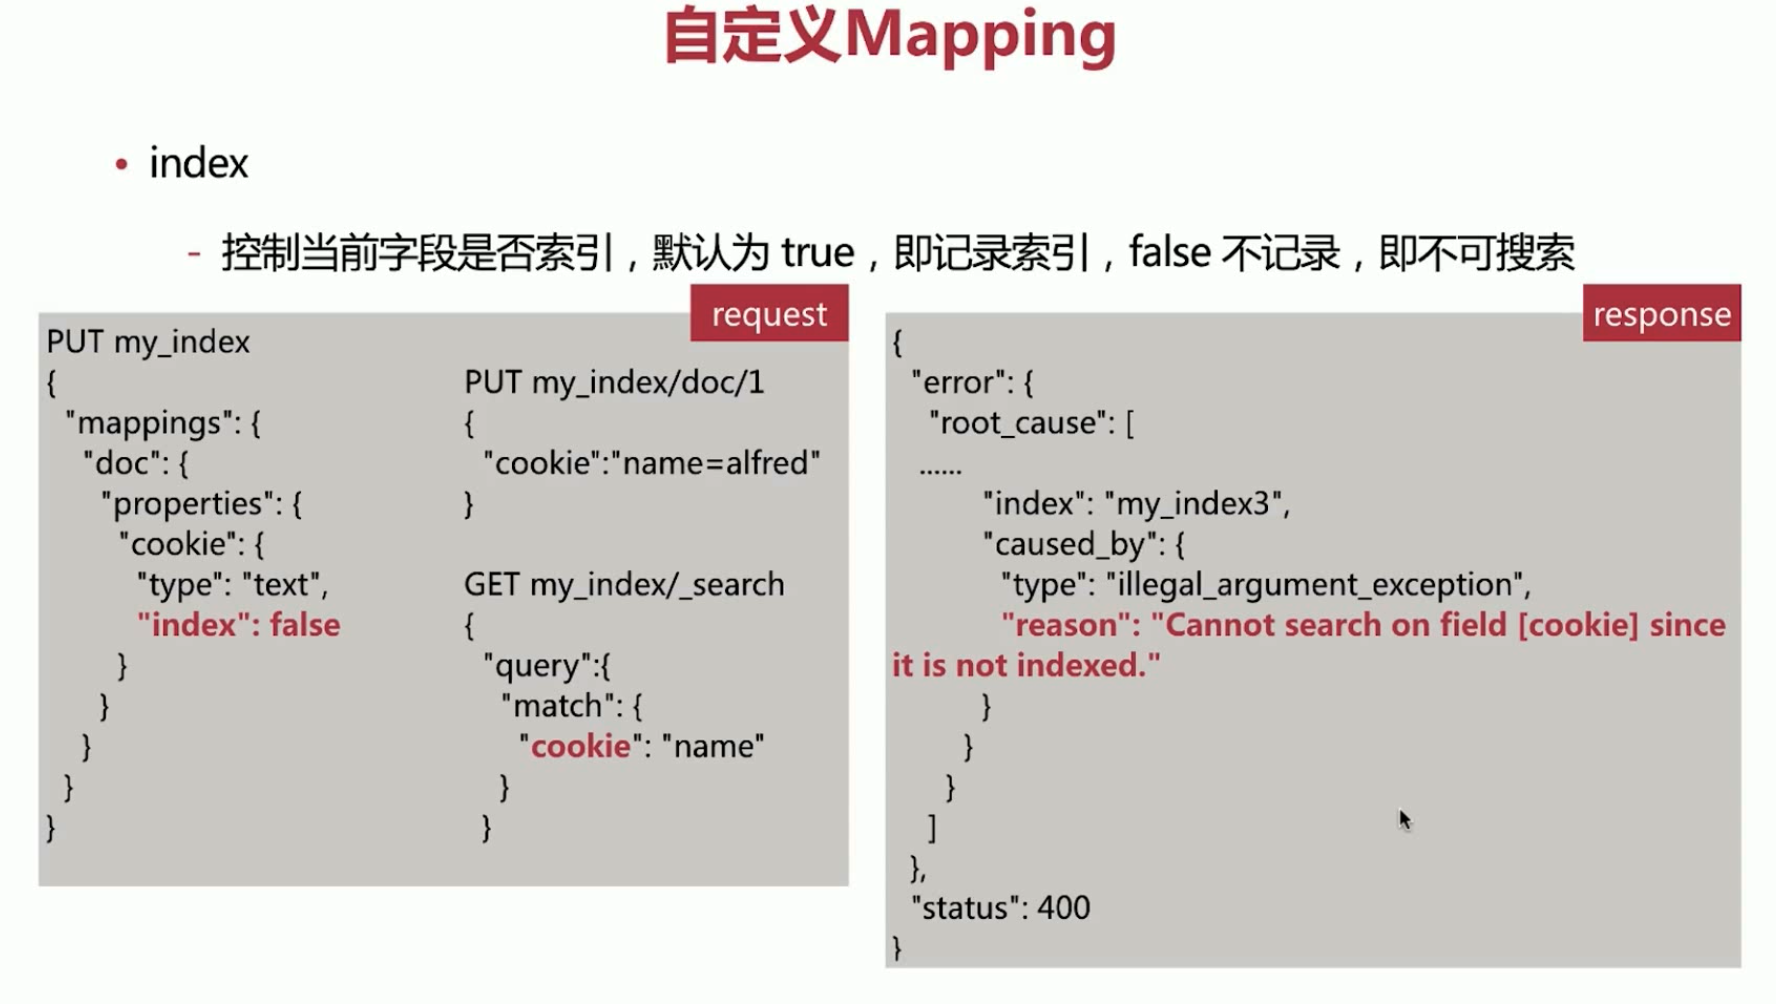 自定义Mapping
• index
- 控制当前字段是否索引，默认为 true，即记录索引，false 不记录，即不可搜索
request
PUT my_index
{
"mappings": {
"doc": {
"properties": {
"cookie": {
"type": "text",
"index": false
}
}
}
}
}
PUT my_index/doc/1
{
"cookie":"name=alfred"
}
GET my_index/_search
{
"query":{
"match": {
"cookie": "name"
}
}
response
{
"error": {
"root_cause": [
......
"index": "my_index3",
"caused_by": {
"type": "illegal_argument_exception",
"reason": "Cannot search on field [cookie] since
it is not indexed."
}
}
}
]
},
"status": 400
}